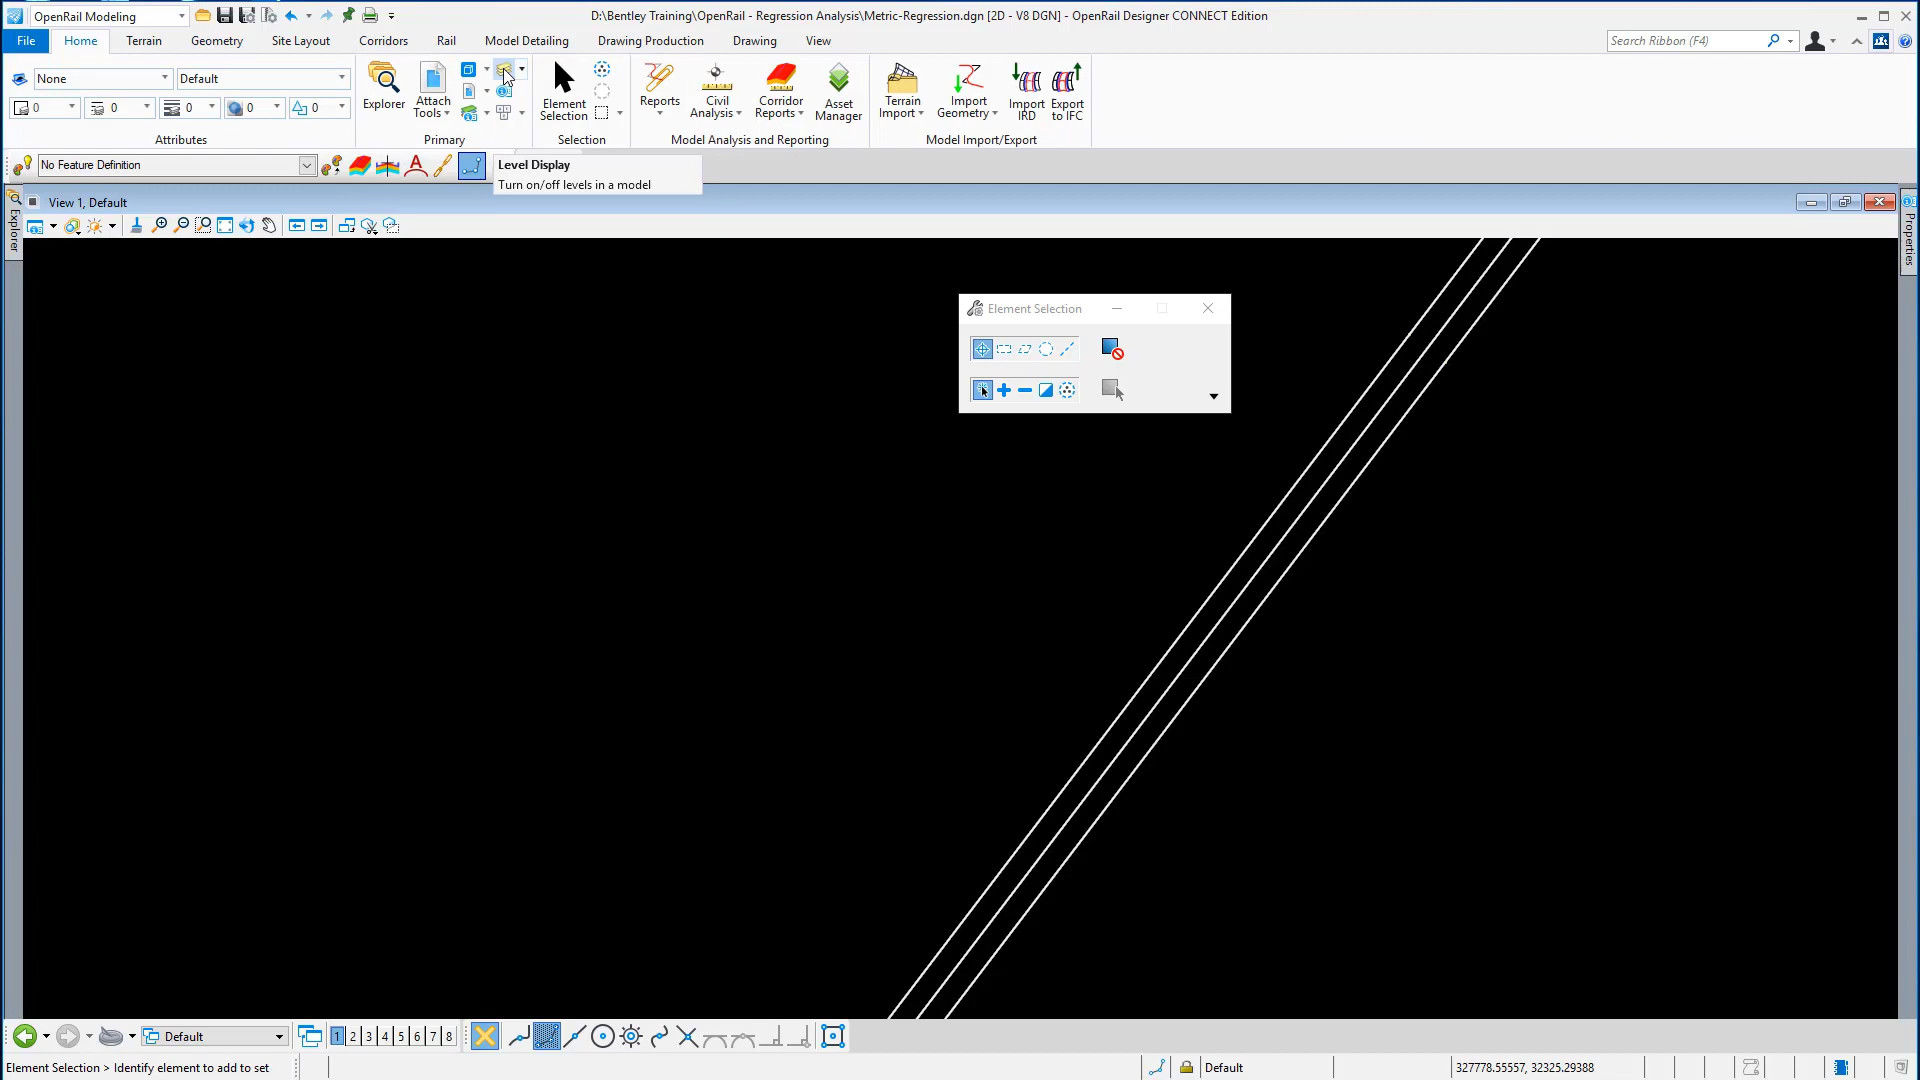 OpenRail Modeling
D:\Bentley Training\OpenRail - Regression Analysis\Metric-Regression.dgn [2D - V8 DGN] - OpenRail Designer CONNECT Edition
File Home Terrain Geometry Site Layout Corridors Rail Model Detailing Drawing Production Drawing View
Search Ribbon (F4)
None Default
0 0 0 0 0
Attributes
Explorer
Attach Tools
Primary
Element Selection
Selection
Reports
Civil Analysis
Corridor Reports
Asset Manager
Model Analysis and Reporting
Terrain Import
Import Geometry
Import IRD
Export to IFC
Model Import/Export
No Feature Definition
Level Display
Turn on/off levels in a model
Explorer
View 1, Default
Properties
Element Selection
Default
1 2 3 4 5 6 7 8
Element Selection > Identify element to add to set
Default
327778.55557, 32325.29388